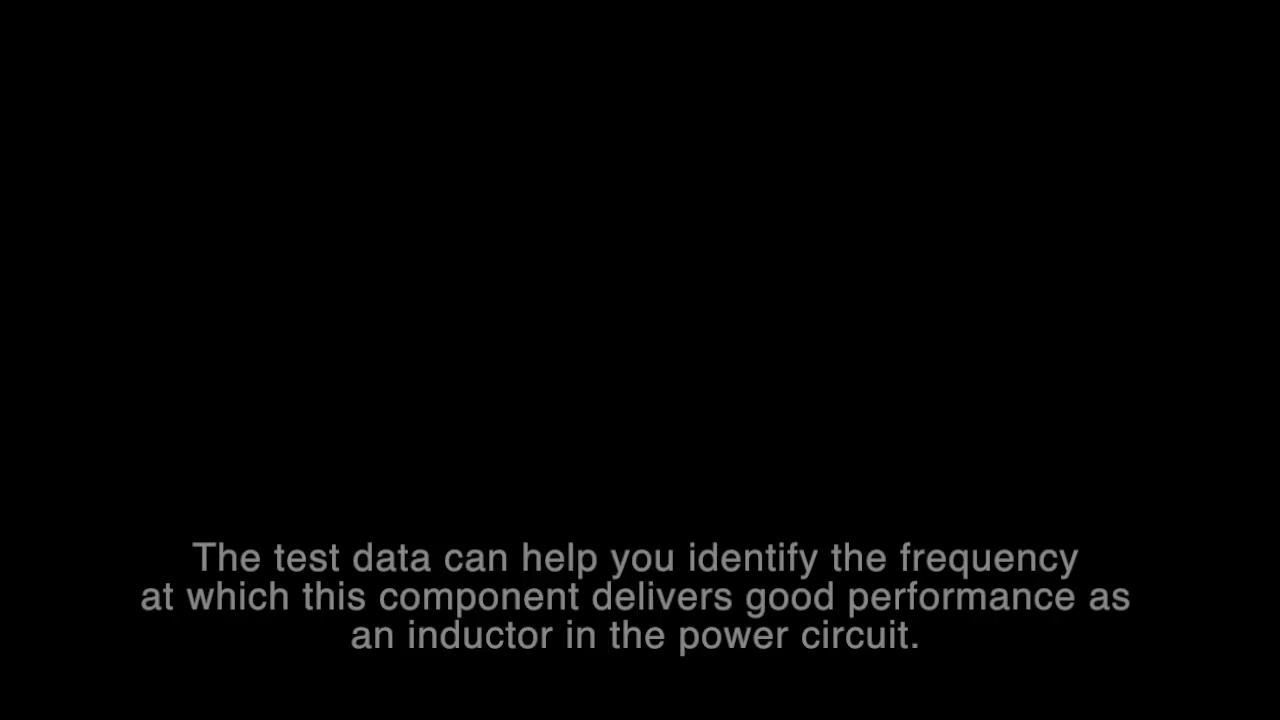 The test data can help you identify the frequency
at which this component delivers good performance as
an inductor in the power circuit.